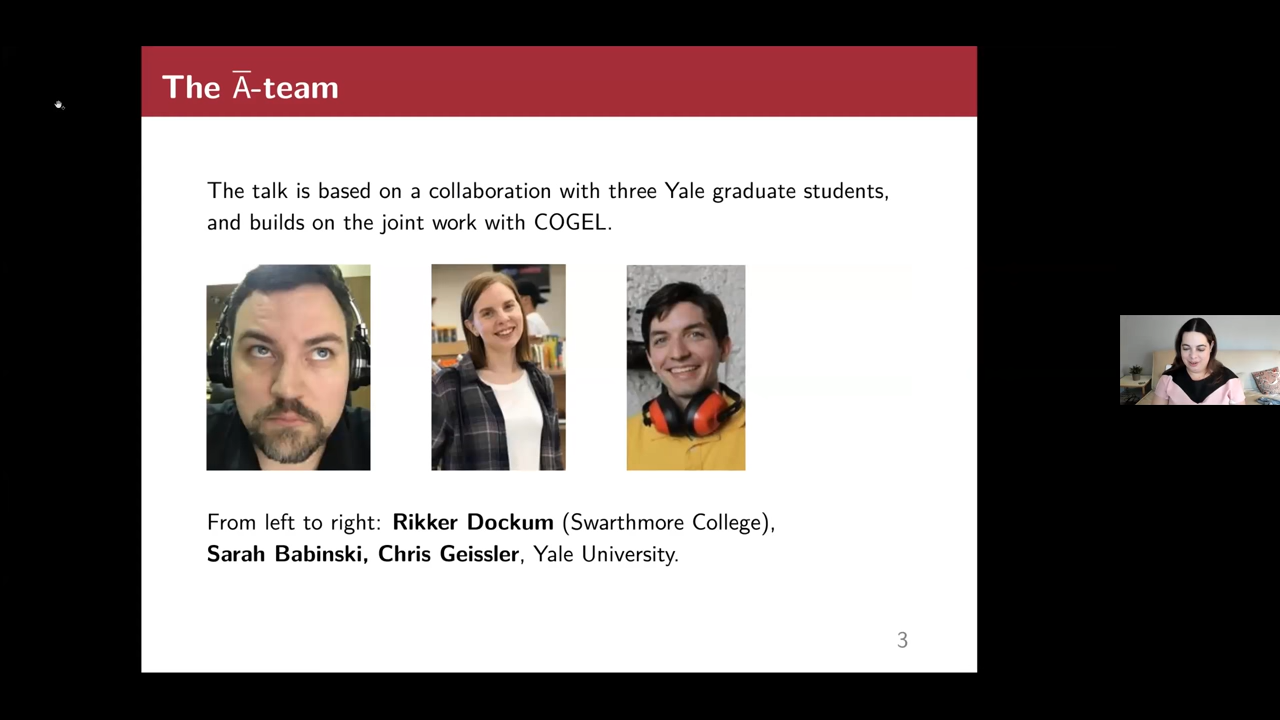 The A̅-team
The talk is based on a collaboration with three Yale graduate students,
and builds on the joint work with COGEL.
From left to right: Rikker Dockum (Swarthmore College),
Sarah Babinski, Chris Geissler, Yale University.
3